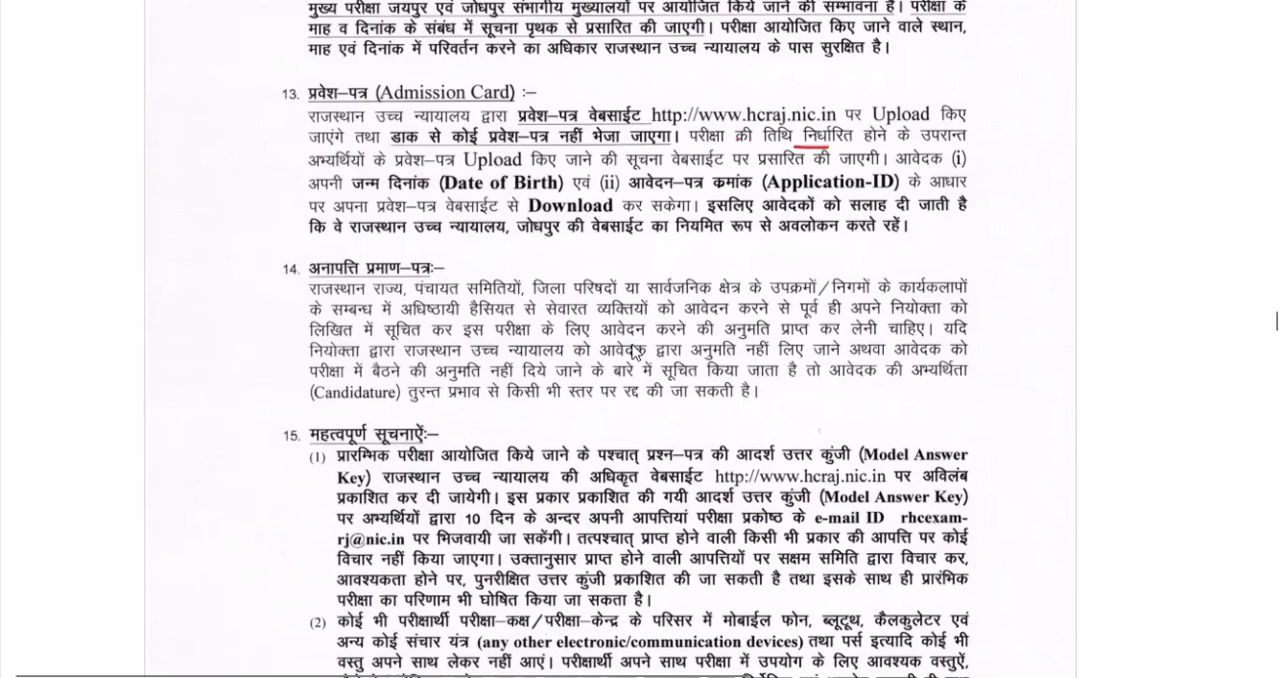 मुख्य परीक्षा जयपुर एवं जोधपुर संभागीय मुख्यालयों पर आयोजित किये जाने की सम्भावना है। परीक्षा के
माह व दिनांक के संबंध में सूचना पृथक से प्रसारित की जाएगी। परीक्षा आयोजित किए जाने वाले स्थान,
माह एवं दिनांक में परिवर्तन करने का अधिकार राजस्थान उच्च न्यायालय के पास सुरक्षित है।
13. प्रवेश–पत्र (Admission Card) :–
राजस्थान उच्च न्यायालय द्वारा प्रवेश–पत्र वेबसाईट http://www.hcraj.nic.in पर Upload किए
जाएंगे तथा डाक से कोई प्रवेश–पत्र नहीं भेजा जाएगा। परीक्षा की तिथि निर्धारित होने के उपरान्त
अभ्यर्थियों के प्रवेश–पत्र Upload किए जाने की सूचना वेबसाईट पर प्रसारित की जाएगी। आवेदक (i)
अपनी जन्म दिनांक (Date of Birth) एवं (ii) आवेदन–पत्र क्रमांक (Application-ID) के आधार
पर अपना प्रवेश–पत्र वेबसाईट से Download कर सकेगा। इसलिए आवेदकों को सलाह दी जाती है
कि वे राजस्थान उच्च न्यायालय, जोधपुर की वेबसाईट का नियमित रूप से अवलोकन करते रहें।
14. अनापत्ति प्रमाण–पत्रः–
राजस्थान राज्य, पंचायत समितियों, जिला परिषदों या सार्वजनिक क्षेत्र के उपक्रमों/निगमों के कार्यकलापों
के सम्बन्ध में अधिष्ठायी हैसियत से सेवारत व्यक्तियों को आवेदन करने से पूर्व ही अपने नियोक्ता को
लिखित में सूचित कर इस परीक्षा के लिए आवेदन करने की अनुमति प्राप्त कर लेनी चाहिए। यदि
नियोक्ता द्वारा राजस्थान उच्च न्यायालय को आवेदक द्वारा अनुमति नहीं लिए जाने अथवा आवेदक को
परीक्षा में बैठने की अनुमति नहीं दिये जाने के बारे में सूचित किया जाता है तो आवेदक की अभ्यर्थिता
(Candidature) तुरन्त प्रभाव से किसी भी स्तर पर रद्द की जा सकती है।
15. महत्वपूर्ण सूचनाऐंः–
(1) प्रारम्भिक परीक्षा आयोजित किये जाने के पश्चात् प्रश्न–पत्र की आदर्श उत्तर कुंजी (Model Answer
Key) राजस्थान उच्च न्यायालय की अधिकृत वेबसाईट http://www.hcraj.nic.in पर अविलंब
प्रकाशित कर दी जायेगी। इस प्रकार प्रकाशित की गयी आदर्श उत्तर कुंजी (Model Answer Key)
पर अभ्यर्थियों द्वारा 10 दिन के अन्दर अपनी आपत्तियां परीक्षा प्रकोष्ठ के e-mail ID rhcexam-
rj@nic.in पर भिजवायी जा सकेंगी। तत्पश्चात् प्राप्त होने वाली किसी भी प्रकार की आपत्ति पर कोई
विचार नहीं किया जाएगा। उक्तानुसार प्राप्त होने वाली आपत्तियों पर सक्षम समिति द्वारा विचार कर,
आवश्यकता होने पर, पुनरीक्षित उत्तर कुंजी प्रकाशित की जा सकती है तथा इसके साथ ही प्रारंभिक
परीक्षा का परिणाम भी घोषित किया जा सकता है।
(2) कोई भी परीक्षार्थी परीक्षा–कक्ष/परीक्षा–केन्द्र के परिसर में मोबाईल फोन, ब्लूटूथ, कैलकुलेटर एवं
अन्य कोई संचार यंत्र (any other electronic/communication devices) तथा पर्स इत्यादि कोई भी
वस्तु अपने साथ लेकर नहीं आएं। परीक्षार्थी अपने साथ परीक्षा में उपयोग के लिए आवश्यक वस्तुऐं,